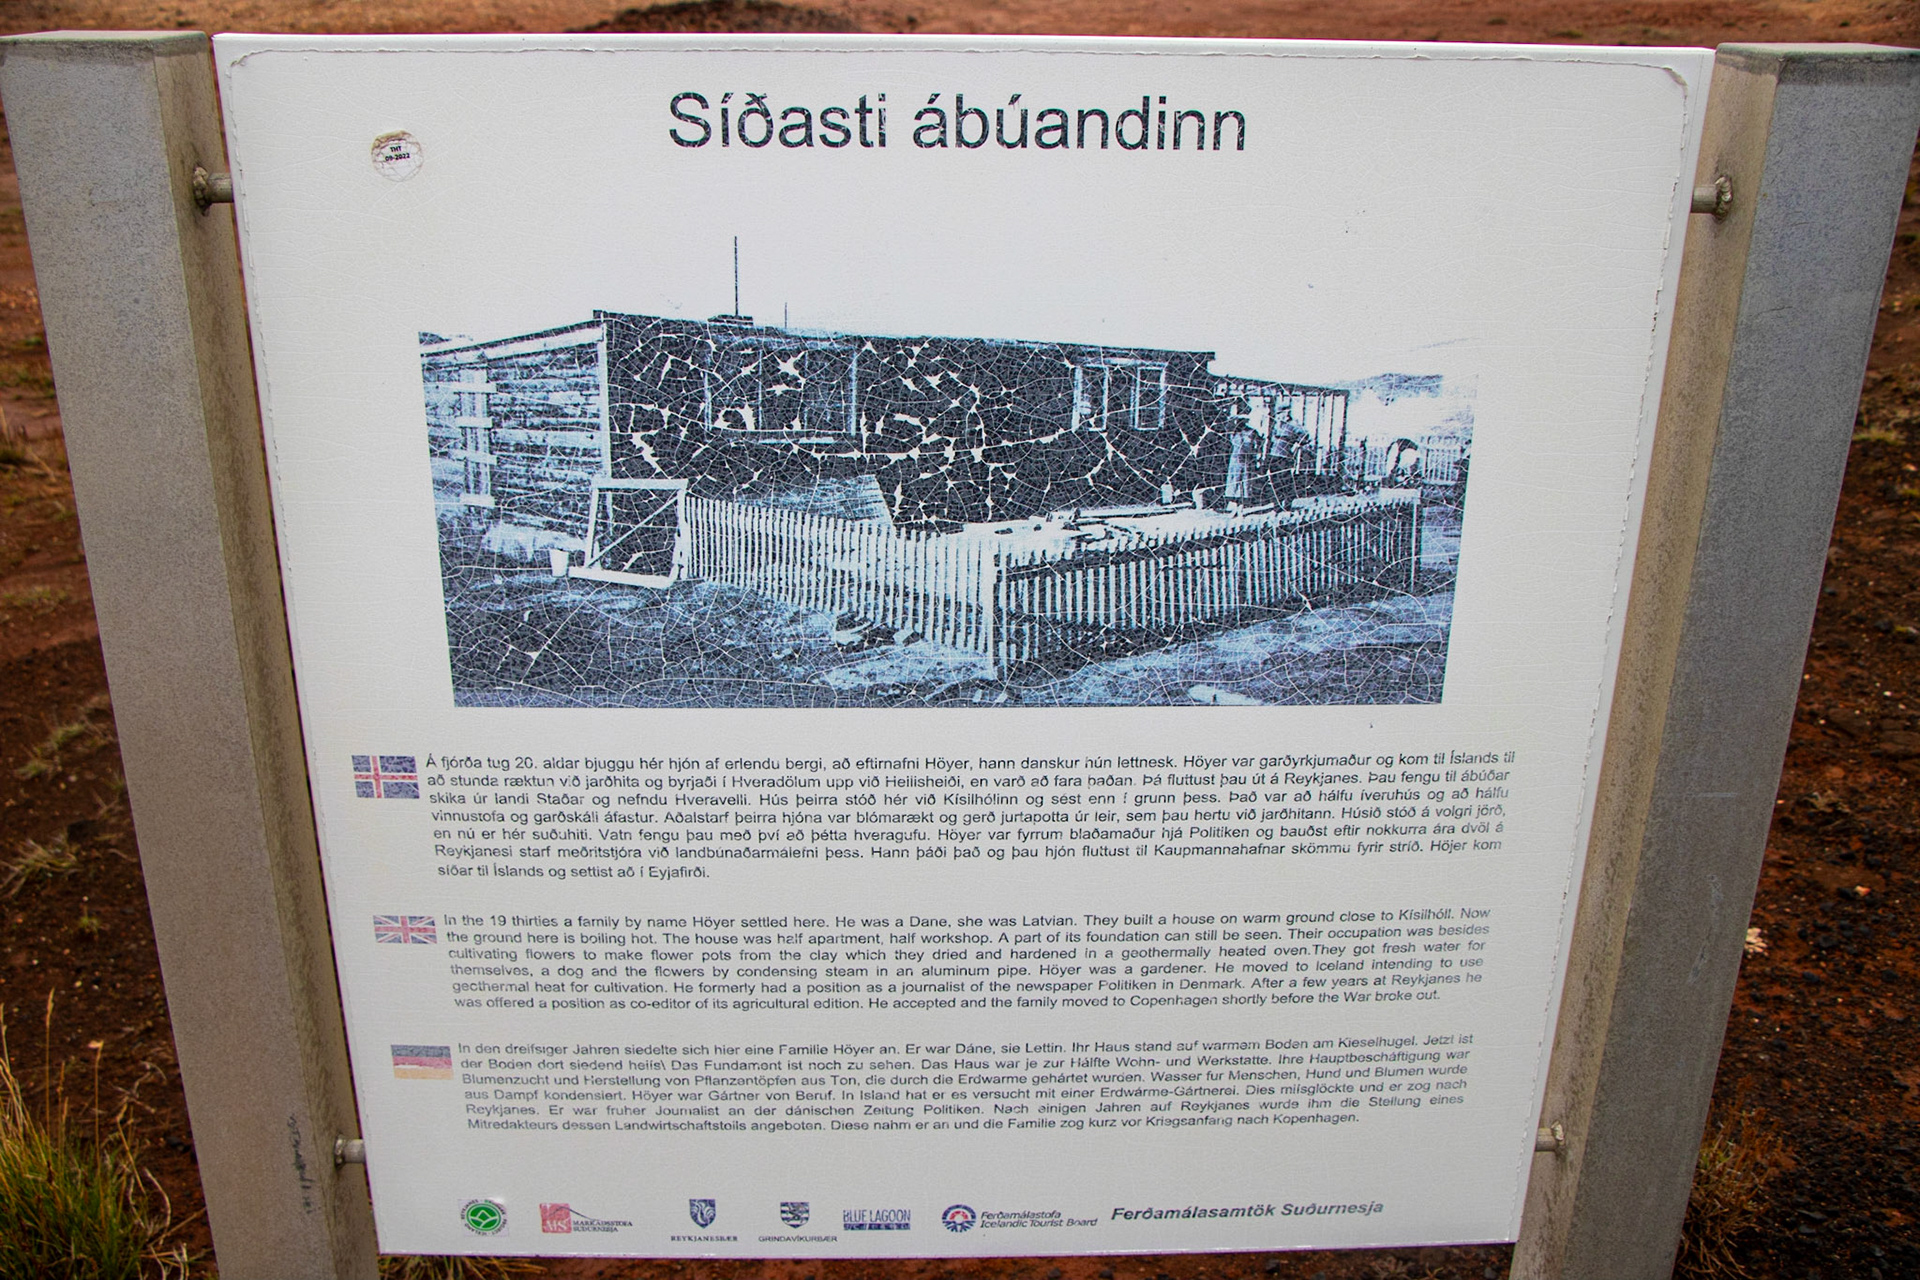 Síðasti ábúandinn
THT
09-2022
Á fjórða tug 20. aldar bjuggu hér hjón af erlendu bergi, að eftirnafni Höyer, hann danskur hún lettnesk. Höyer var garðyrkjumaður og kom til Íslands til
að stunda ræktun við jarðhita og byrjaði í Hveradölum upp við Hellisheiði, en varð að fara þaðan. Þá fluttust þau út á Reykjanes. Þau fengu til ábúðar
skika úr landi Staðar og nefndu Hveravelli. Hús þeirra stóð hér við Kísilhólinn og sést enn í grunn þess. Það var að hálfu íveruhús og að hálfu
vinnustofa og garðskáli áfastur. Aðalstarf þeirra hjóna var blómarækt og gerð jurtapotta úr leir, sem þau hertu við jarðhitann. Húsið stóð á volgri jörð,
en nú er hér suðuhiti. Vatn fengu þau með því að þétta hveragufu. Höyer var fyrrum blaðamaður hjá Politiken og bauðst eftir nokkurra ára dvöl á
Reykjanesi starf meðritstjóra við landbúnaðarmálefni þess. Hann þáði það og þau hjón fluttust til Kaupmannahafnar skömmu fyrir stríð. Höjer kom
síðar til Íslands og settist að í Eyjafirði.
In the 19 thirties a family by name Höyer settled here. He was a Dane, she was Latvian. They built a house on warm ground close to Kísilhóll. Now
the ground here is boiling hot. The house was half apartment, half workshop. A part of its foundation can still be seen. Their occupation was besides
cultivating flowers to make flower pots from the clay which they dried and hardened in a geothermally heated oven.They got fresh water for
themselves, a dog and the flowers by condensing steam in an aluminum pipe. Höyer was a gardener. He moved to Iceland intending to use
geothermal heat for cultivation. He formerly had a position as a journalist of the newspaper Politiken in Denmark. After a few years at Reykjanes he
was offered a position as co-editor of its agricultural edition. He accepted and the family moved to Copenhagen shortly before the War broke out.
In den dreifsiger Jahren siedelte sich hier eine Familie Höyer an. Er war Däne, sie Lettin. Ihr Haus stand auf warmem Boden am Kieselhugel. Jetzt ist
der Boden dort siedend heifs\ Das Fundament ist noch zu sehen. Das Haus war je zur Hälfte Wohn- und Werkstatte. Ihre Hauptbeschäftigung war
Blumenzucht und Herstellung von Pflanzentöpfen aus Ton, die durch die Erdwarme gehärtet wurden. Wasser fur Menschen, Hund und Blumen wurde
aus Dampf kondensiert. Höyer war Gärtner von Beruf. In Island hat er es versucht mit einer Erdwärme-Gärtnerei. Dies mifsglöckte und er zog nach
Reykjanes. Er war fruher Journalist an der dänischen Zeitung Politiken. Nach einigen Jahren auf Reykjanes wurde ihm die Stellung eines
Mitredakteurs dessen Landwirtschaftsteils angeboten. Diese nahm er an und die Familie zog kurz vor Kriegsanfang nach Kopenhagen.
MS MARKAÐSSTOFA
SUÐURNESJA
REYKJANESBÆR
GRINDAVÍKURBÆR
BLUE LAGOON
ICELAND
Ferðamálastofa
Icelandic Tourist Board
Ferðamálasamtök Suðurnesja